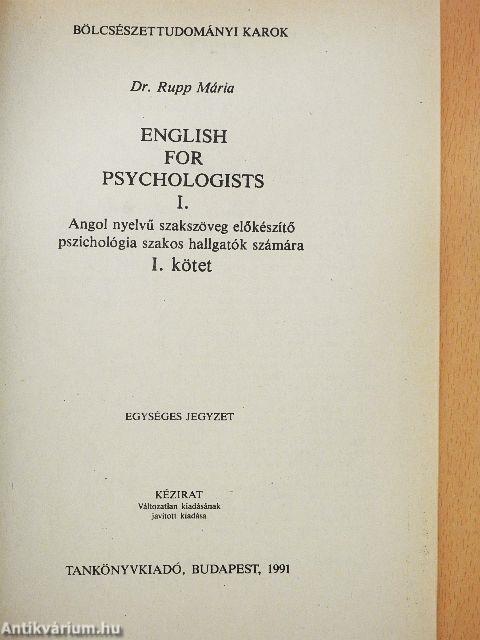 BÖLCSÉSZETTUDOMÁNYI KAROK
Dr. Rupp Mária
ENGLISH
FOR
PSYCHOLOGISTS
I.
Angol nyelvű szakszöveg előkészítő
pszichológia szakos hallgatók számára
I. kötet
EGYSÉGES JEGYZET
KÉZIRAT
Változatlan kiadásának
javított kiadása
TANKÖNYVKIADÓ, BUDAPEST, 1991
Antikvárium.hu